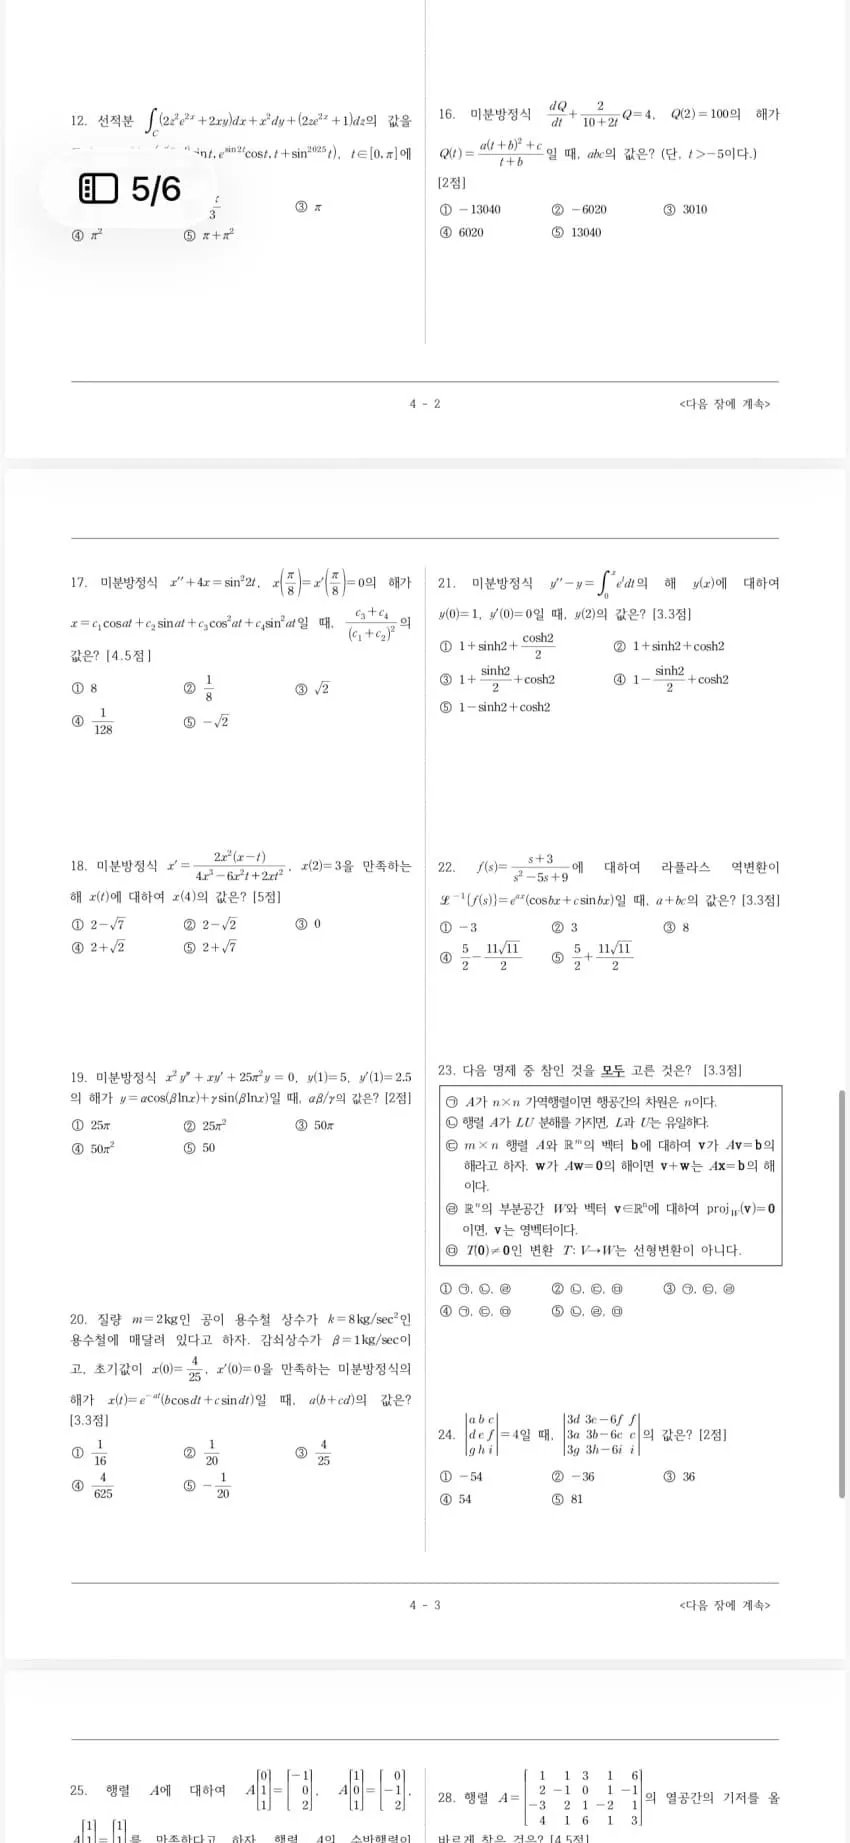 12. 선적분 ∫_C (2z²e^{2x}+2xy)dx+x²dy+(2ze^{2x}+1)dz의 값을
sint, e^{sin2t}cost, t+sin^{2025}t), t∈[0, π]에
5/6
3
③ π
④ π²
⑤ π+π²
16. 미분방정식 dQ/dt + 2/(10+2t) Q=4, Q(2)=100의 해가
Q(t)= (a(t+b)²+c)/(t+b) 일 때, abc의 값은? (단, t>-5이다.)
[2점]
① -13040
② -6020
③ 3010
④ 6020
⑤ 13040
4 - 2
<다음 장에 계속>
17. 미분방정식 x''+4x=sin²2t, x(π/8)=x'(π/8)=0의 해가
x=c₁cosat+c₂sinat+c₃cos²at+c₄sin²at일 때, (c₃+c₄)/(c₁+c₂)² 의
값은? [4.5점]
① 8
② 1/8
③ √2
④ 1/128
⑤ -√2
18. 미분방정식 x'= 2x²(x-t)/(4x³-6x²t+2xt²), x(2)=3을 만족하는
해 x(t)에 대하여 x(4)의 값은? [5점]
① 2-√7
② 2-√2
③ 0
④ 2+√2
⑤ 2+√7
19. 미분방정식 x²y''+xy'+25π²y=0, y(1)=5, y'(1)=2.5
의 해가 y=αcos(βlnx)+γsin(βlnx)일 때, αβ/γ의 값은? [2점]
① 25π
② 25π²
③ 50π
④ 50π²
⑤ 50
20. 질량 m=2kg인 공이 용수철 상수가 k=8kg/sec²인
용수철에 매달려 있다고 하자. 감쇠상수가 β=1kg/sec이
고, 초기값이 x(0)=4/25, x'(0)=0을 만족하는 미분방정식의
해가 x(t)=e^{-at}(bcosdt+csindt)일 때, a(b+cd)의 값은?
[3.3점]
① 1/16
② 1/20
③ 4/25
④ 4/625
⑤ -1/20
21. 미분방정식 y''-y=∫₀ˣ eᵗdt의 해 y(x)에 대하여
y(0)=1, y'(0)=0일 때, y(2)의 값은? [3.3점]
① 1+sinh2+cosh2/2
② 1+sinh2+cosh2
③ 1+sinh2/2+cosh2
④ 1-sinh2/2+cosh2
⑤ 1-sinh2+cosh2
22. f(s)= (s+3)/(s²-5s+9) 에 대하여 라플라스 역변환이
ℒ⁻¹{f(s)}=e^{ax}(cosbx+csinbx)일 때, a+bc의 값은? [3.3점]
① -3
② 3
③ 8
④ 5/2-11√11/2
⑤ 5/2+11√11/2
23. 다음 명제 중 참인 것을 모두 고른 것은? [3.3점]
㉠ A가 n×n 가역행렬이면 행공간의 차원은 n이다.
㉡ 행렬 A가 LU 분해를 가지면, L과 U는 유일하다.
㉢ m×n 행렬 A와 ℝᵐ의 벡터 b에 대하여 v가 Av=b의
해라고 하자. w가 Aw=0의 해이면 v+w는 Ax=b의 해
이다.
㉣ ℝⁿ의 부분공간 W와 벡터 v∈ℝⁿ에 대하여 proj_W(v)=0
이면, v는 영벡터이다.
㉤ T(0)≠0인 변환 T: V→W는 선형변환이 아니다.
① ㉠, ㉡, ㉣
② ㉡, ㉢, ㉤
③ ㉠, ㉢, ㉣
④ ㉠, ㉢, ㉤
⑤ ㉡, ㉣, ㉤
24. |a b c; d e f; g h i|=4일 때, |3d 3e-6f f; 3a 3b-6c c; 3g 3h-6i i|의 값은? [2점]
① -54
② -36
③ 36
④ 54
⑤ 81
4 - 3
<다음 장에 계속>
25. 행렬 A에 대하여 A[0; 1; 1]=[-1; 0; 2], A[1; 0; 1]=[0; -1; 2],
를 만족한다고 하자. 행렬 A의
28. 행렬 A=[1 1 3 1 6; 2 -1 0 1 -1; -3 2 1 -2 1; 4 1 6 1 3]의 열공간의 기저를 올
바르게 찾은 것은? [4.5점]